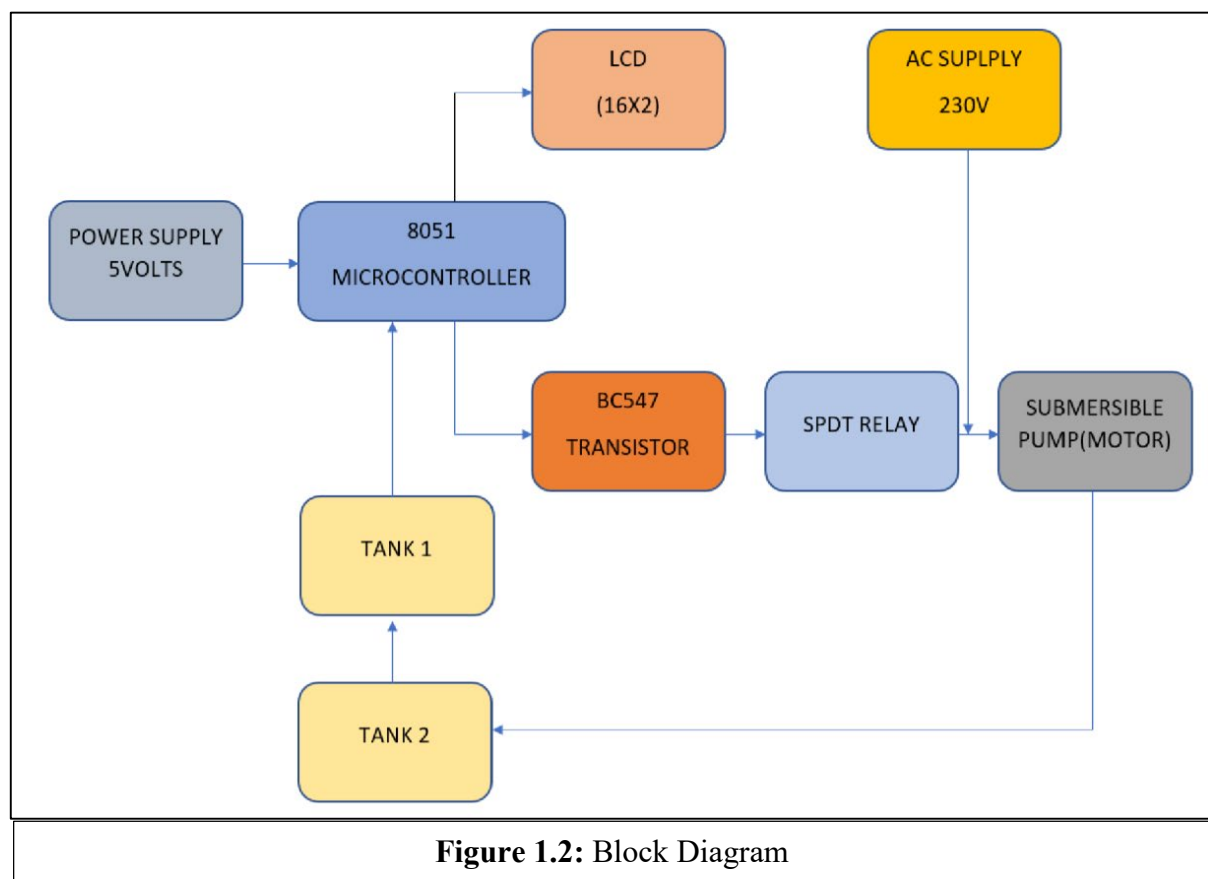 LCD
(16X2)
AC SUPLPLY
230V
POWER SUPPLY
5VOLTS
8051
MICROCONTROLLER
BC547
TRANSISTOR
SPDT RELAY
SUBMERSIBLE
PUMP(MOTOR)
TANK 1
TANK 2
Figure 1.2: Block Diagram